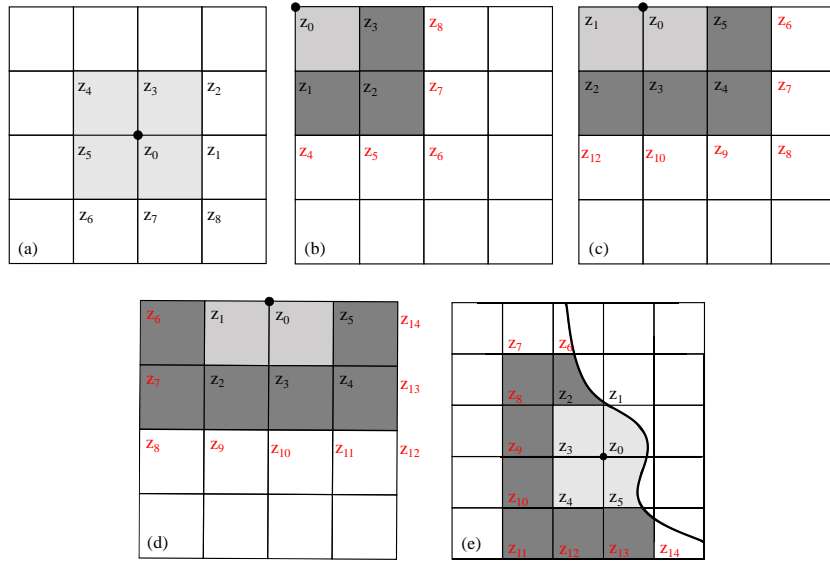 z₄ z₃ z₂
z₅ z₀ z₁
z₆ z₇ z₈
(a)
z₀ z₃ z₈
z₁ z₂ z₇
z₄ z₅ z₆
(b)
z₁ z₀ z₅ z₆
z₂ z₃ z₄ z₇
z₁₂ z₁₀ z₉ z₈
(c)
z₆ z₁ z₀ z₅ z₁₄
z₇ z₂ z₃ z₄ z₁₃
z₈ z₉ z₁₀ z₁₁ z₁₂
(d)
z₇ z₆
z₈ z₂ z₁
z₉ z₃ z₀
z₁₀ z₄ z₅
(e) z₁₁ z₁₂ z₁₃ z₁₄